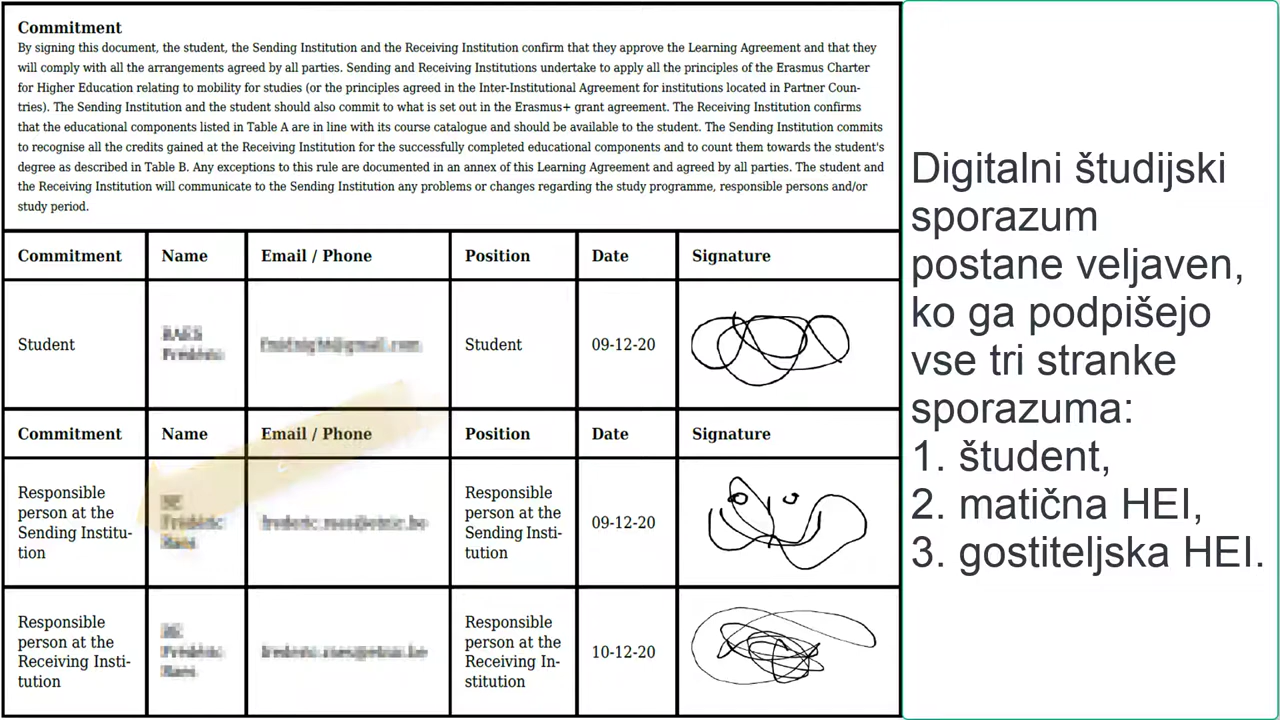 Commitment
By signing this document, the student, the Sending Institution and the Receiving Institution confirm that they approve the Learning Agreement and that they
will comply with all the arrangements agreed by all parties. Sending and Receiving Institutions undertake to apply all the principles of the Erasmus Charter
for Higher Education relating to mobility for studies (or the principles agreed in the Inter-Institutional Agreement for institutions located in Partner Coun-
tries). The Sending Institution and the student should also commit to what is set out in the Erasmus+ grant agreement. The Receiving Institution confirms
that the educational components listed in Table A are in line with its course catalogue and should be available to the student. The Sending Institution commits
to recognise all the credits gained at the Receiving Institution for the successfully completed educational components and to count them towards the student's
degree as described in Table B. Any exceptions to this rule are documented in an annex of this Learning Agreement and agreed by all parties. The student and
the Receiving Institution will communicate to the Sending Institution any problems or changes regarding the study programme, responsible persons and/or
study period.
Commitment Name Email / Phone Position Date Signature
Student Student 09-12-20
Commitment Name Email / Phone Position Date Signature
Responsible
person at the
Sending Institu-
tion
Responsible
person at the
Sending Insti-
tution
09-12-20
Responsible
person at the
Receiving Insti-
tution
Responsible
person at the
Receiving In-
stitution
10-12-20
Digitalni študijski
sporazum
postane veljaven,
ko ga podpišejo
vse tri stranke
sporazuma:
1. študent,
2. matična HEI,
3. gostiteljska HEI.